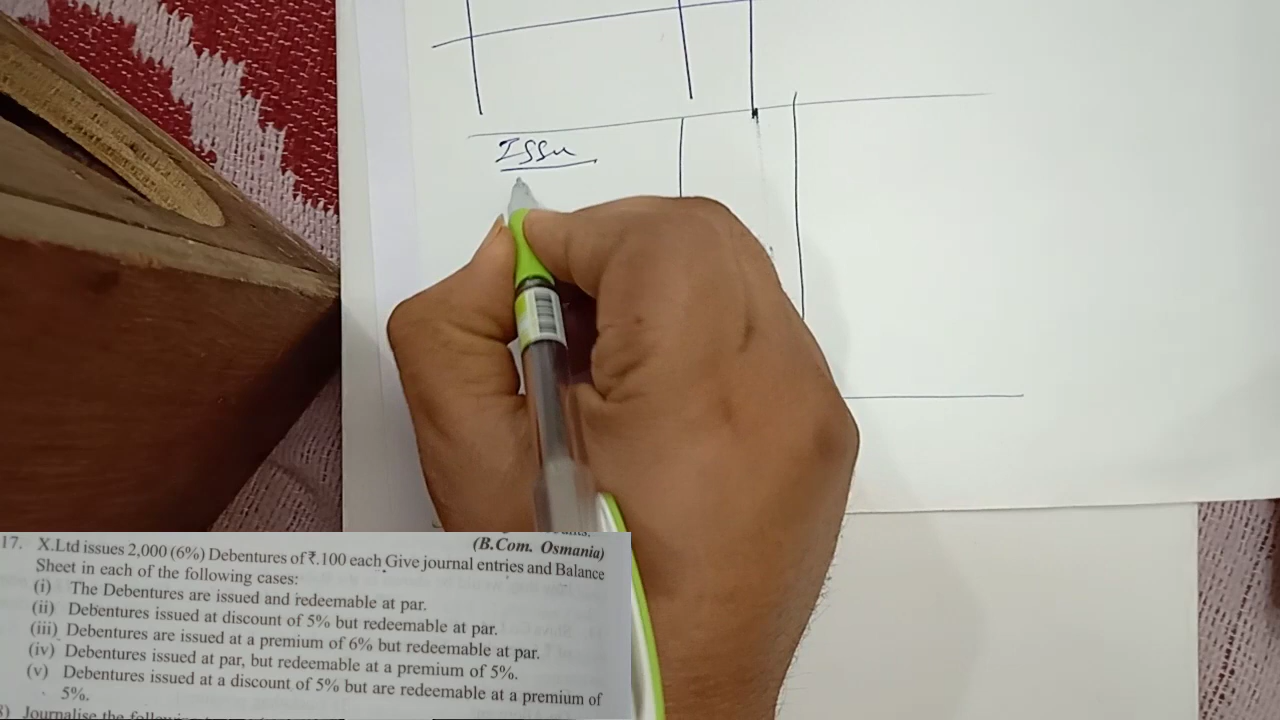 Issu
(B.Com. Osmania)
17. X.Ltd issues 2,000 (6%) Debentures of ₹.100 each Give journal entries and Balance
Sheet in each of the following cases:
(i) The Debentures are issued and redeemable at par.
(ii) Debentures issued at discount of 5% but redeemable at par.
(iii) Debentures are issued at a premium of 6% but redeemable at par.
(iv) Debentures issued at par, but redeemable at a premium of 5%.
(v) Debentures issued at a discount of 5% but are redeemable at a premium of
5%.
Journalise the